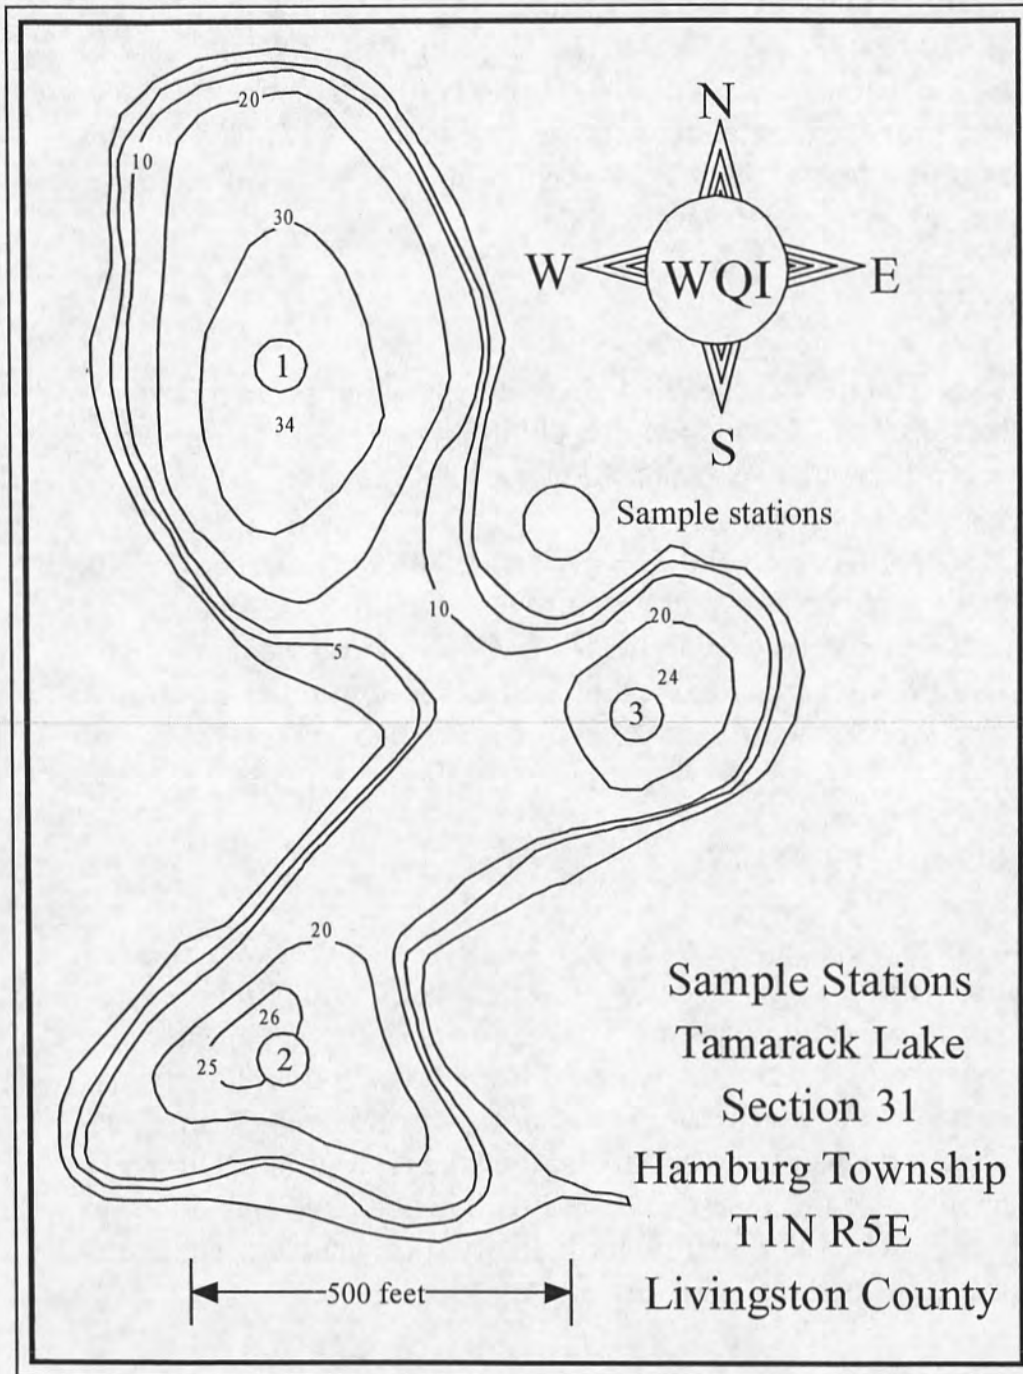 20
N
10
30
W
WQI
E
1
34
S
Sample stations
10
20
5
24
3
20
Sample Stations
26
Tamarack Lake
25
2
Section 31
Hamburg Township
T1N R5E
500 feet
Livingston County